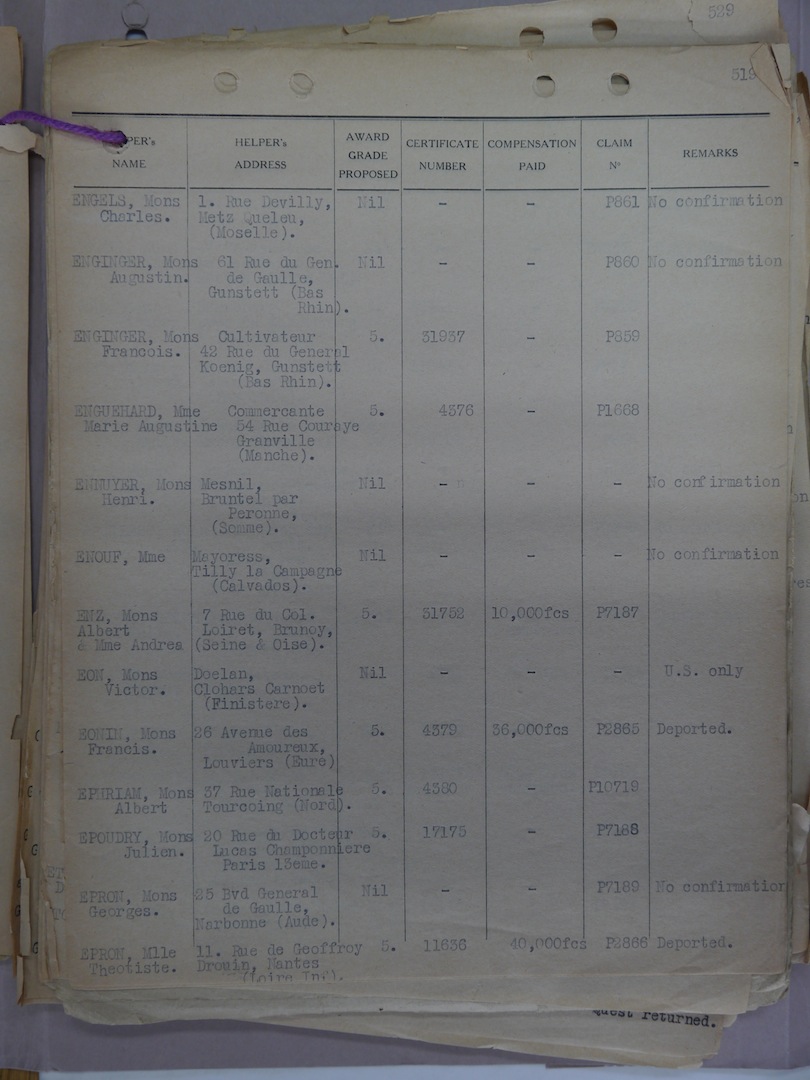 529
519
PER's NAME HELPER's ADDRESS AWARD GRADE PROPOSED CERTIFICATE NUMBER COMPENSATION PAID CLAIM Nº REMARKS
ENGELS, Mons 1. Rue Devilly, Nil - - P861 No confirmation
Charles. Metz Queleu,
(Moselle).
ENGINGER, Mons 61 Rue du Gen. Nil - - P860 No confirmation
Augustin. de Gaulle,
Gunstett (Bas
Rhin).
ENGINGER, Mons Cultivateur 5. 31937 - P859
Francois. 42 Rue du General
Koenig, Gunstett
(Bas Rhin).
ENGUEHARD, Mme Commercante 5. 4376 - P1668
Marie Augustine 54 Rue Couraye
Granville
(Manche).
ENNUYER, Mons Mesnil, Nil - - - No confirmation
Henri. Bruntel par
Peronne,
(Somme).
ENOUF, Mme Mayoress, Nil - - - No confirmation
Tilly la Campagne
(Calvados).
ENZ, Mons 7 Rue du Col. 5. 31752 10,000fcs P7187
Albert Loiret, Brunoy,
& Mme Andrea (Seine & Oise).
EON, Mons Doelan, Nil - - - U.S. only
Victor. Clohars Carnoet
(Finistere).
EONIN, Mons 26 Avenue des 5. 4379 36,000fcs P2865 Deported.
Francis. Amoureux,
Louviers (Eure)
EPHRIAM, Mons 37 Rue Nationale 5. 4380 - P10719
Albert Tourcoing (Nord).
EPOUDRY, Mons 20 Rue du Docteur 5. 17175 - P7188
Julien. Lucas Championniere
Paris 13eme.
EPRON, Mons 25 Bvd General Nil - - P7189 No confirmation
Georges. de Gaulle,
Narbonne (Aude).
EPRON, Mlle 11. Rue de Geoffroy 5. 11636 40,000fcs P2866 Deported.
Theotiste. Drouin, Nantes
(Loire Inf).
Quest returned.